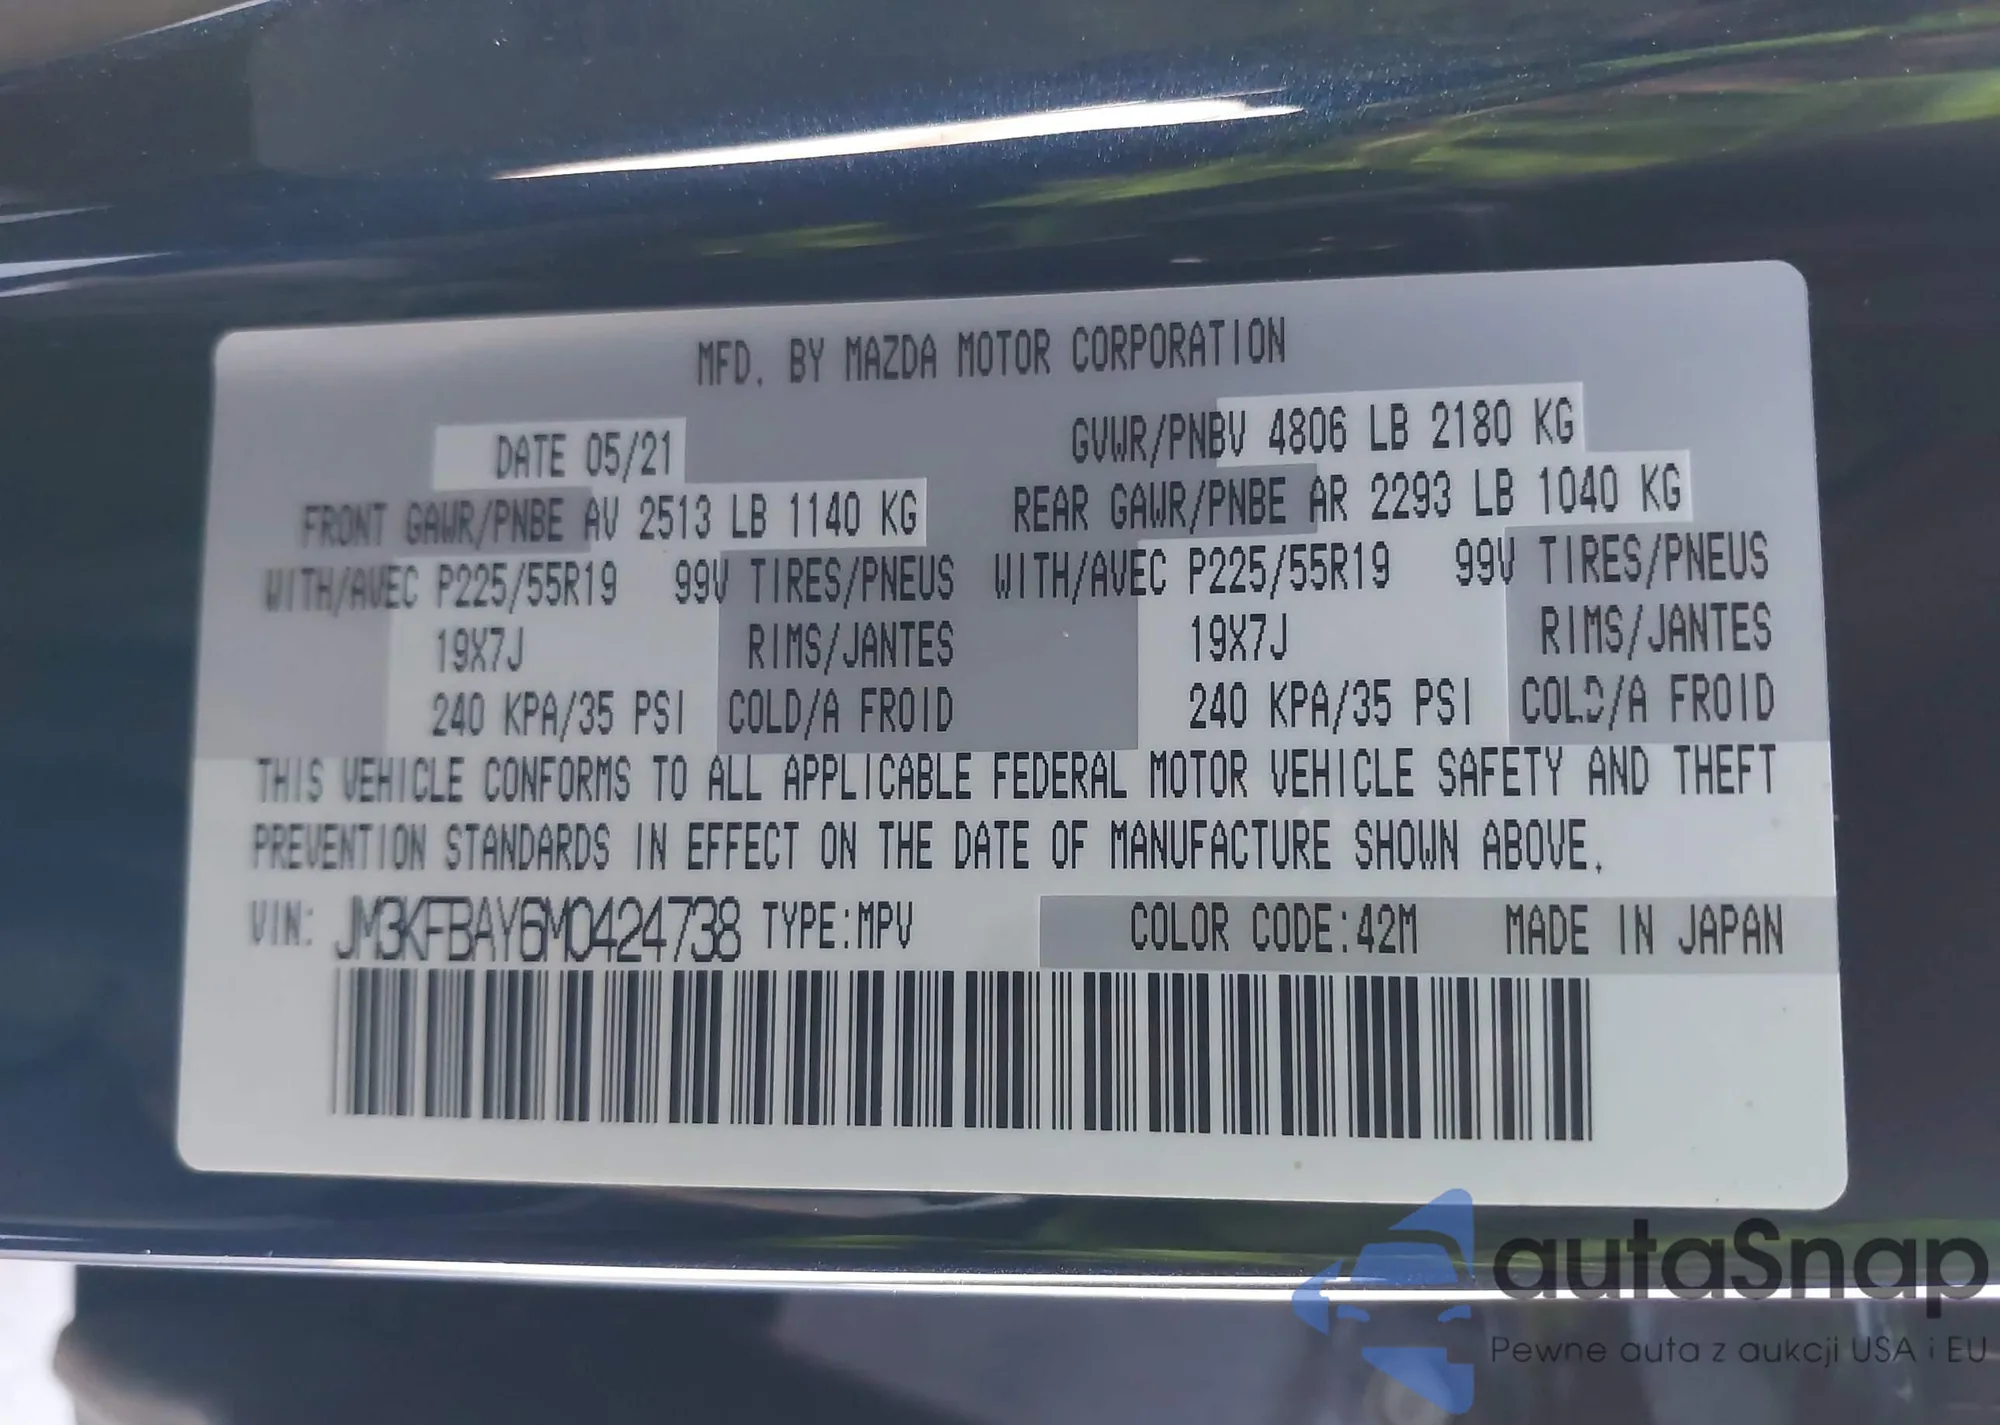 MFD. BY MAZDA MOTOR CORPORATION
DATE 05/21 GVWR/PNBV 4806 LB 2180 KG
FRONT GAWR/PNBE AV 2513 LB 1140 KG REAR GAWR/PNBE AR 2293 LB 1040 KG
WITH/AVEC P225/55R19 99V TIRES/PNEUS WITH/AVEC P225/55R19 99V TIRES/PNEUS
19X7J RIMS/JANTES 19X7J RIMS/JANTES
240 KPA/35 PSI COLD/A FROID 240 KPA/35 PSI COLD/A FROID
THIS VEHICLE CONFORMS TO ALL APPLICABLE FEDERAL MOTOR VEHICLE SAFETY AND THEFT
PREVENTION STANDARDS IN EFFECT ON THE DATE OF MANUFACTURE SHOWN ABOVE.
VIN: JM3KFBAY6M0424738 TYPE:MPV COLOR CODE:42M MADE IN JAPAN
autaSnap
Pewne auta z aukcji USA i EU